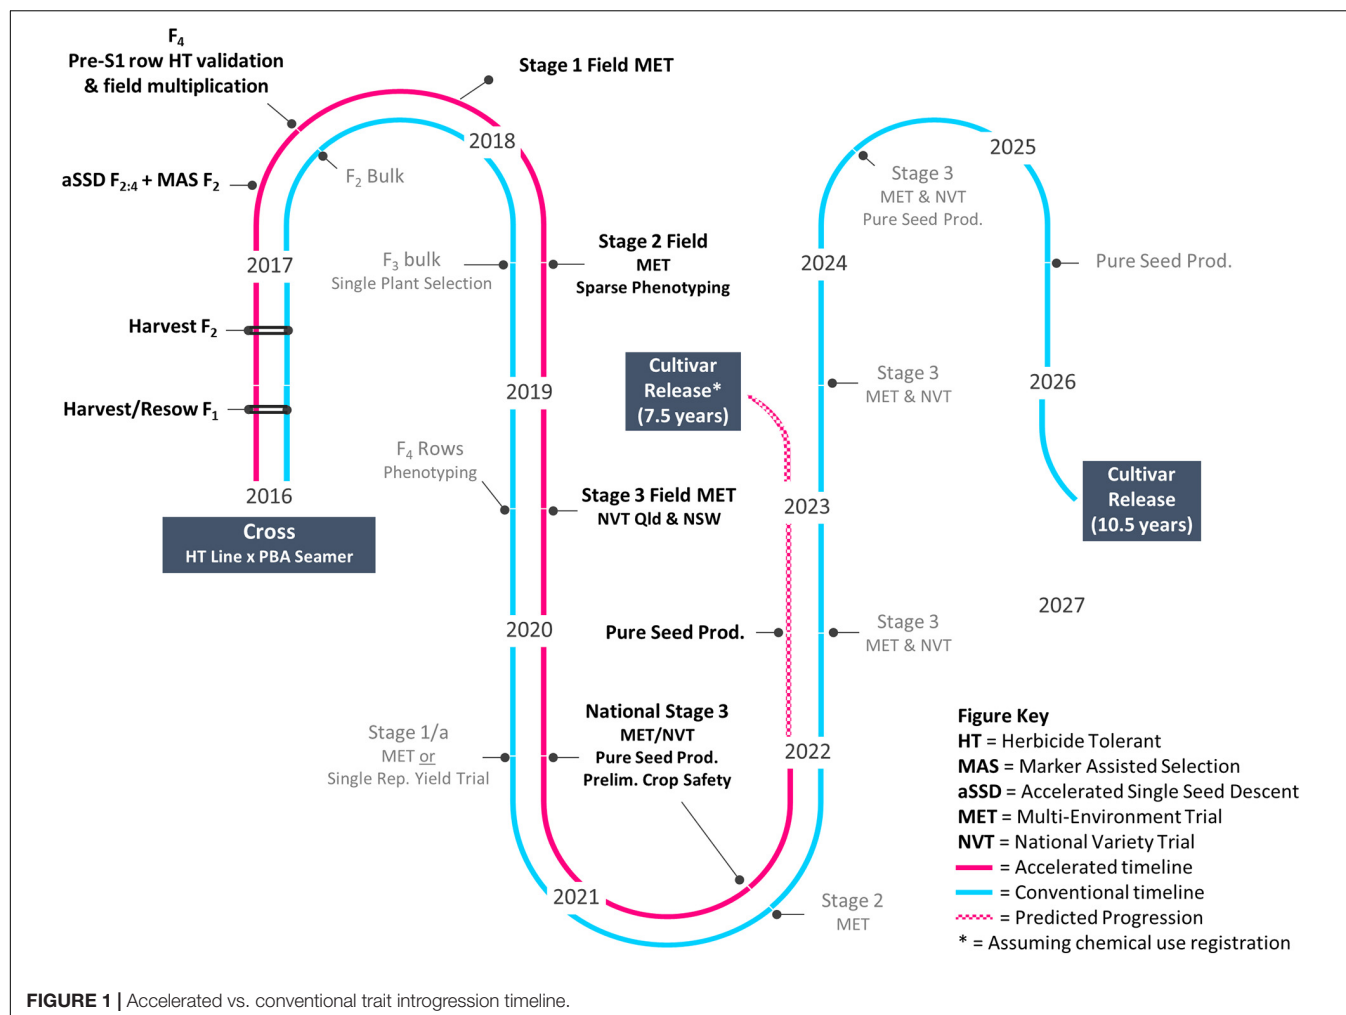 F4
Pre-S1 row HT validation
& field multiplication
Stage 1 Field MET
2018
2025
aSSD F2:4 + MAS F2
F2 Bulk
Stage 3
MET & NVT
Pure Seed Prod.
2017
F3 bulk
Single Plant Selection
Stage 2 Field
MET
Sparse Phenotyping
2024
Pure Seed Prod.
Harvest F2
Harvest/Resow F1
2019
Cultivar
Release*
(7.5 years)
Stage 3
MET & NVT
2026
F4 Rows
Phenotyping
2016
Cross
HT Line x PBA Seamer
Stage 3 Field MET
NVT Qld & NSW
2023
Cultivar
Release
(10.5 years)
2027
2020
Pure Seed Prod.
Stage 3
MET & NVT
Stage 1/a
MET or
Single Rep. Yield Trial
National Stage 3
MET/NVT
Pure Seed Prod.
Prelim. Crop Safety
2022
2021
Stage 2
MET
Figure Key
HT = Herbicide Tolerant
MAS = Marker Assisted Selection
aSSD = Accelerated Single Seed Descent
MET = Multi-Environment Trial
NVT = National Variety Trial
= Accelerated timeline
= Conventional timeline
= Predicted Progression
* = Assuming chemical use registration
FIGURE 1 | Accelerated vs. conventional trait introgression timeline.